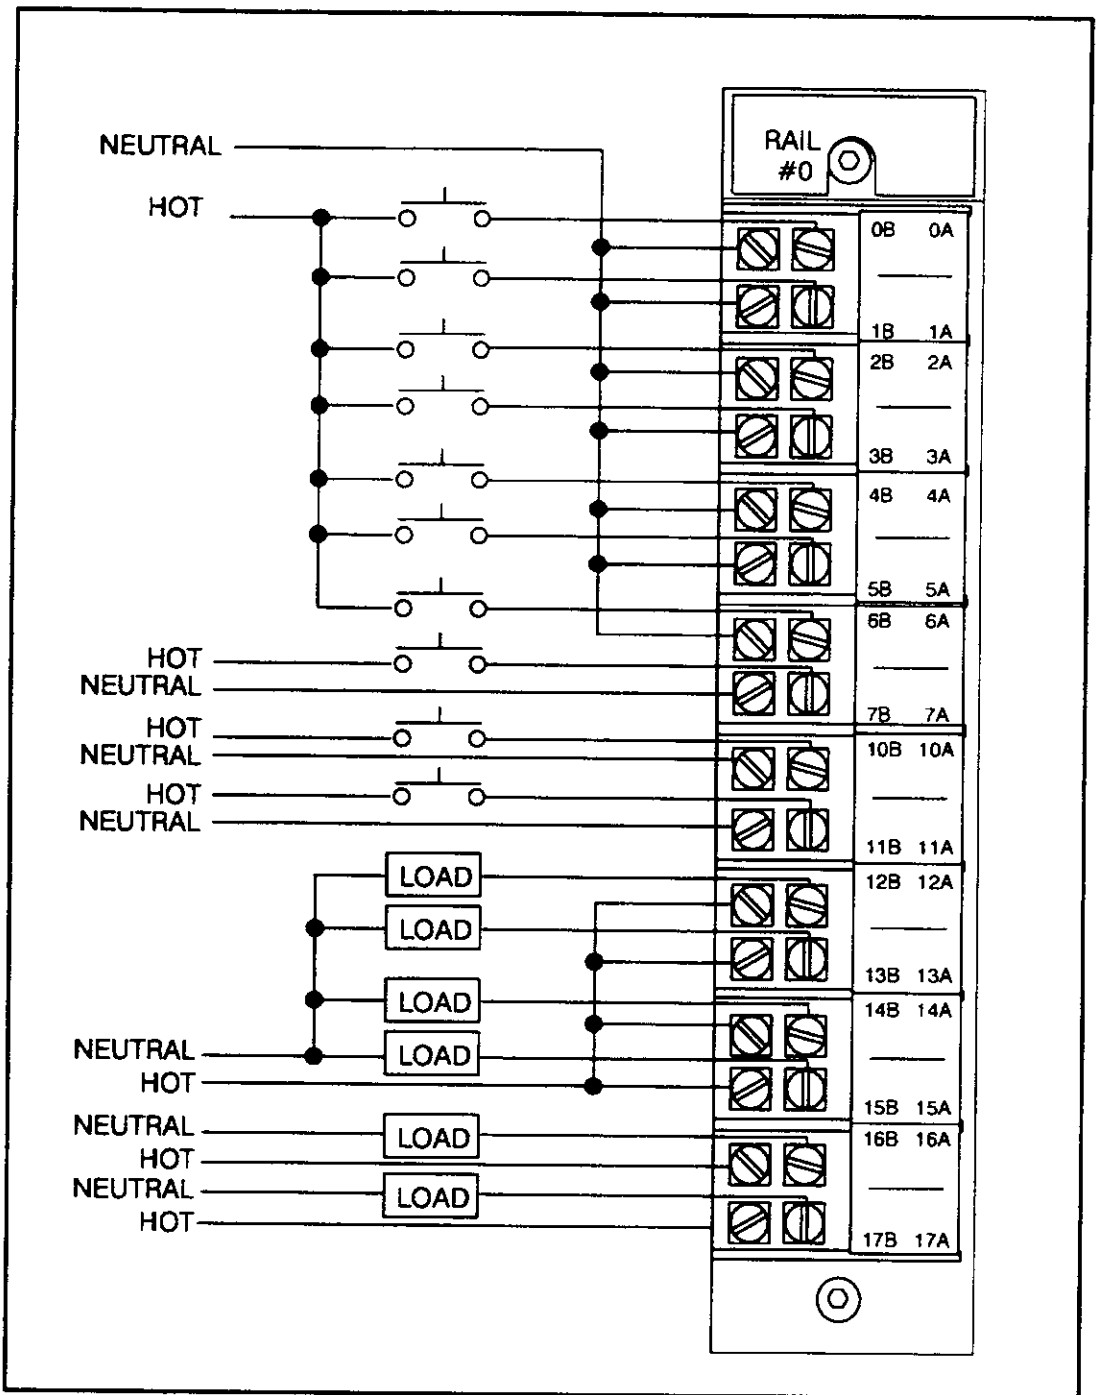 RAIL
#0
NEUTRAL
HOT
0B 0A
1B 1A
2B 2A
3B 3A
4B 4A
5B 5A
6B 6A
HOT
NEUTRAL
7B 7A
HOT
NEUTRAL
10B 10A
HOT
NEUTRAL
11B 11A
LOAD
12B 12A
LOAD
13B 13A
LOAD
14B 14A
NEUTRAL
LOAD
HOT
15B 15A
NEUTRAL
LOAD
16B 16A
HOT
NEUTRAL
LOAD
HOT
17B 17A